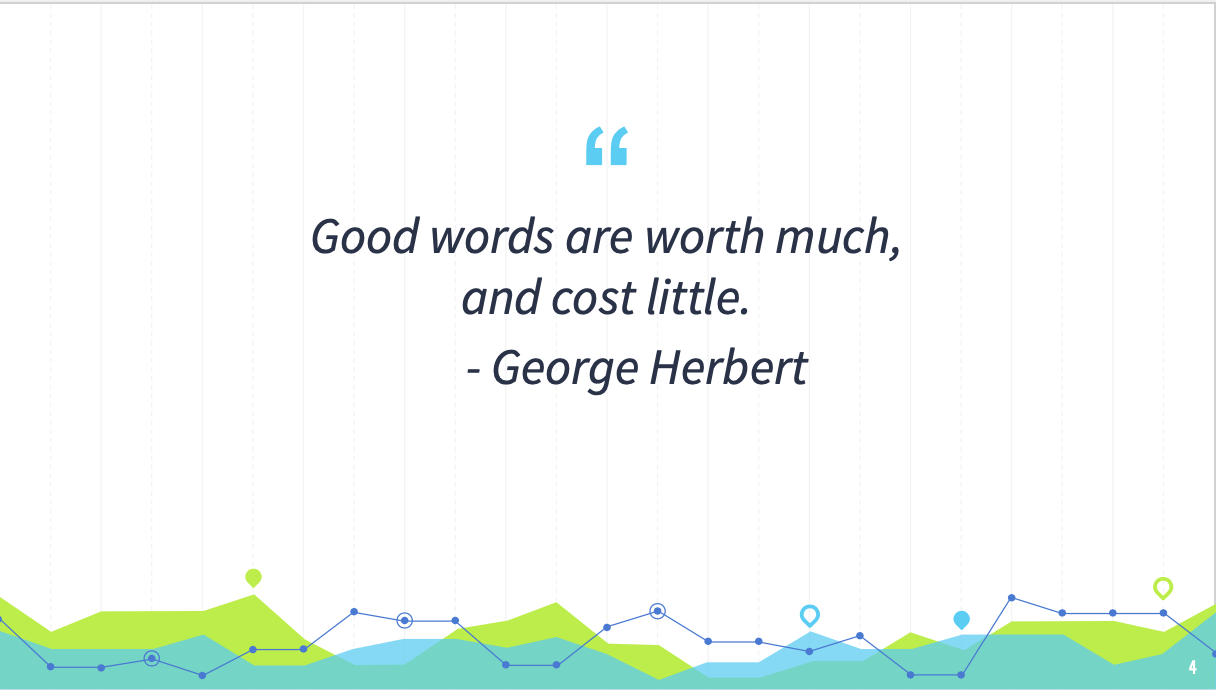 “
Good words are worth much,
and cost little.
- George Herbert
4